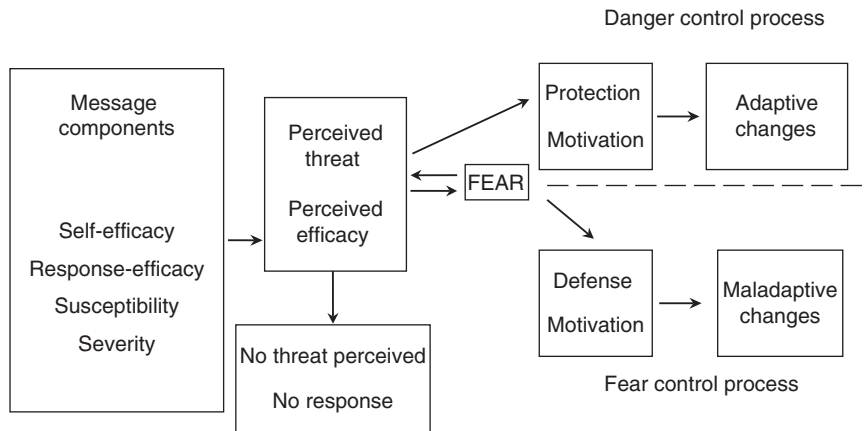 Danger control process
Message
components
Self-efficacy
Response-efficacy
Susceptibility
Severity
Perceived
threat
Perceived
efficacy
No threat perceived
No response
FEAR
Protection
Motivation
Adaptive
changes
Defense
Motivation
Maladaptive
changes
Fear control process